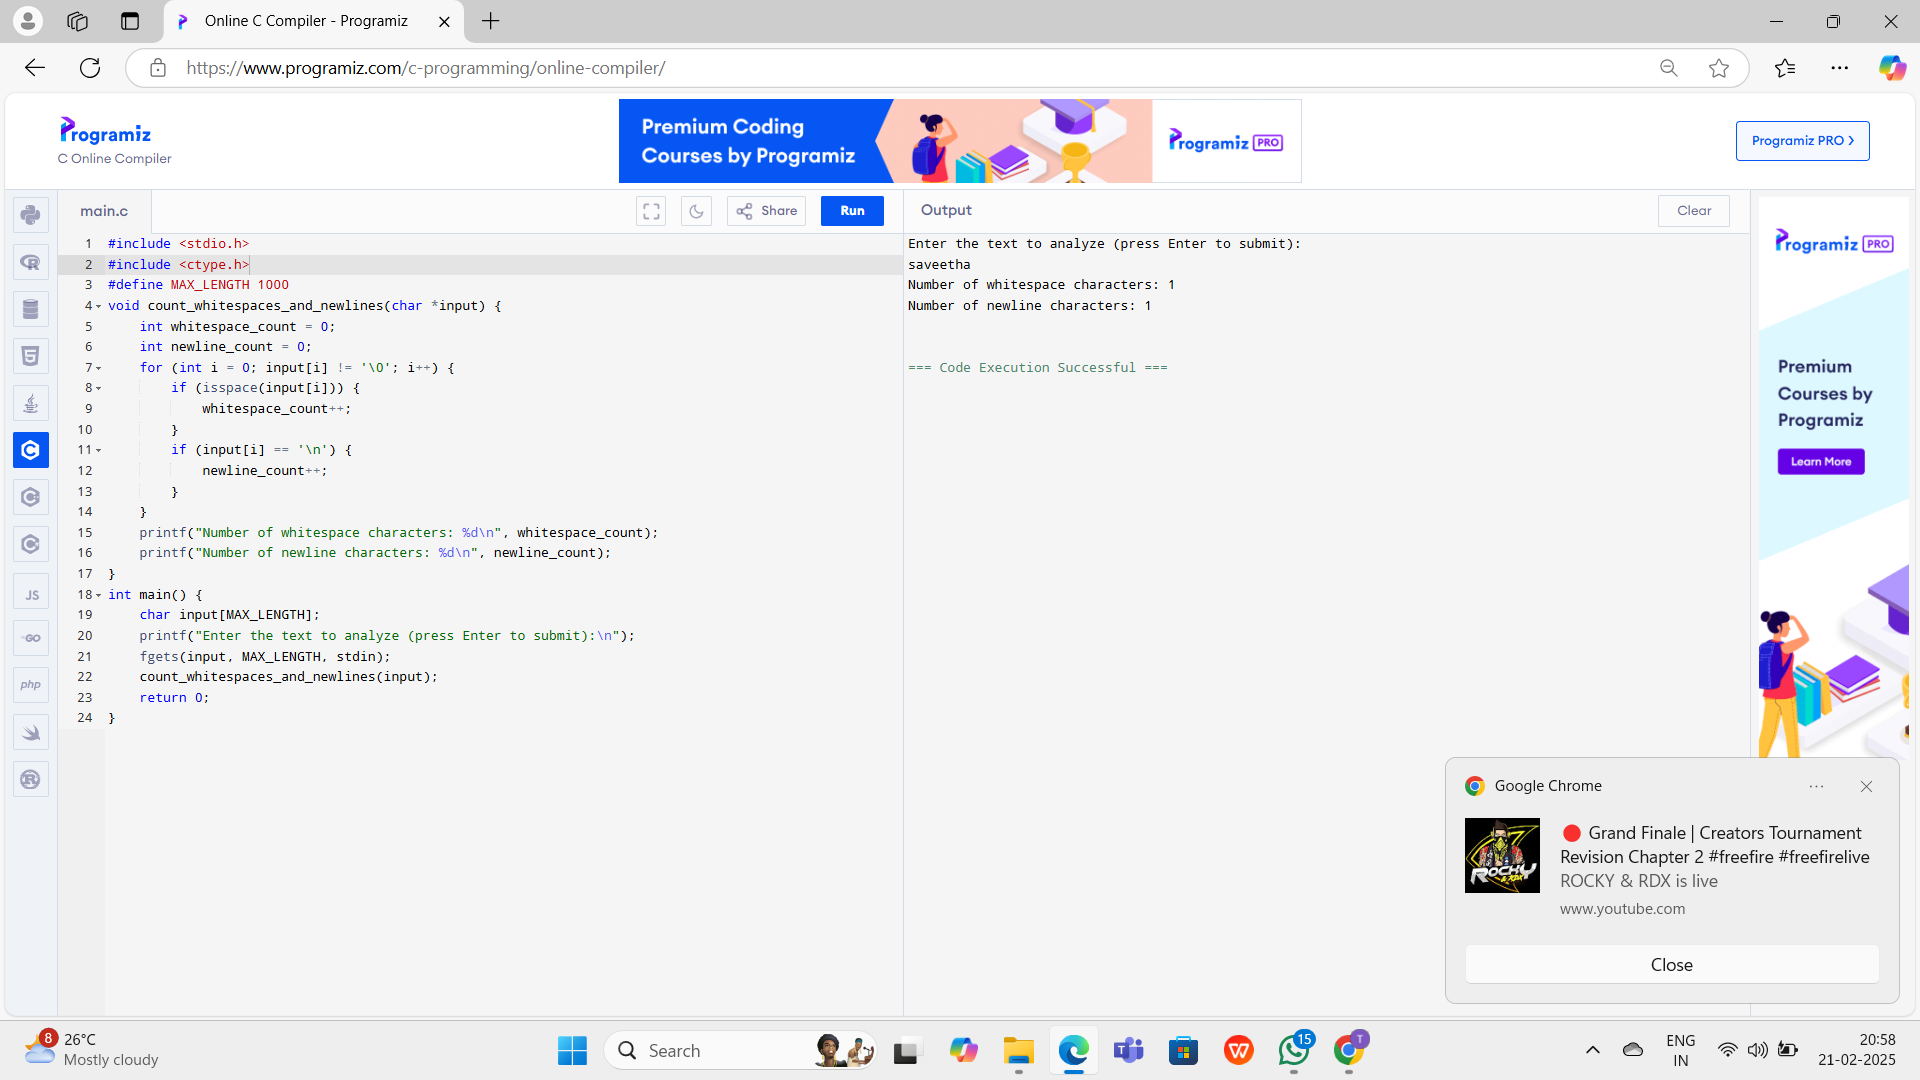 Online C Compiler - Programiz
https://www.programiz.com/c-programming/online-compiler/
Programiz
C Online Compiler
Premium Coding
Courses by Programiz
Programiz PRO
Programiz PRO
main.c
Share
Run
Output
Clear
1 #include <stdio.h>
2 #include <ctype.h>
3 #define MAX_LENGTH 1000
4 void count_whitespaces_and_newlines(char *input) {
5     int whitespace_count = 0;
6     int newline_count = 0;
7     for (int i = 0; input[i] != '\0'; i++) {
8         if (isspace(input[i])) {
9             whitespace_count++;
10         }
11         if (input[i] == '\n') {
12             newline_count++;
13         }
14     }
15     printf("Number of whitespace characters: %d\n", whitespace_count);
16     printf("Number of newline characters: %d\n", newline_count);
17 }
18 int main() {
19     char input[MAX_LENGTH];
20     printf("Enter the text to analyze (press Enter to submit):\n");
21     fgets(input, MAX_LENGTH, stdin);
22     count_whitespaces_and_newlines(input);
23     return 0;
24 }
Enter the text to analyze (press Enter to submit):
saveetha
Number of whitespace characters: 1
Number of newline characters: 1
=== Code Execution Successful ===
JS
GO
php
Programiz PRO
Premium
Courses by
Programiz
Learn More
Google Chrome
Grand Finale | Creators Tournament
Revision Chapter 2 #freefire #freefirelive
ROCKY & RDX is live
www.youtube.com
ROCKY
& RDX
Close
8
26°C
Mostly cloudy
Search
15
T
ENG
IN
20:58
21-02-2025